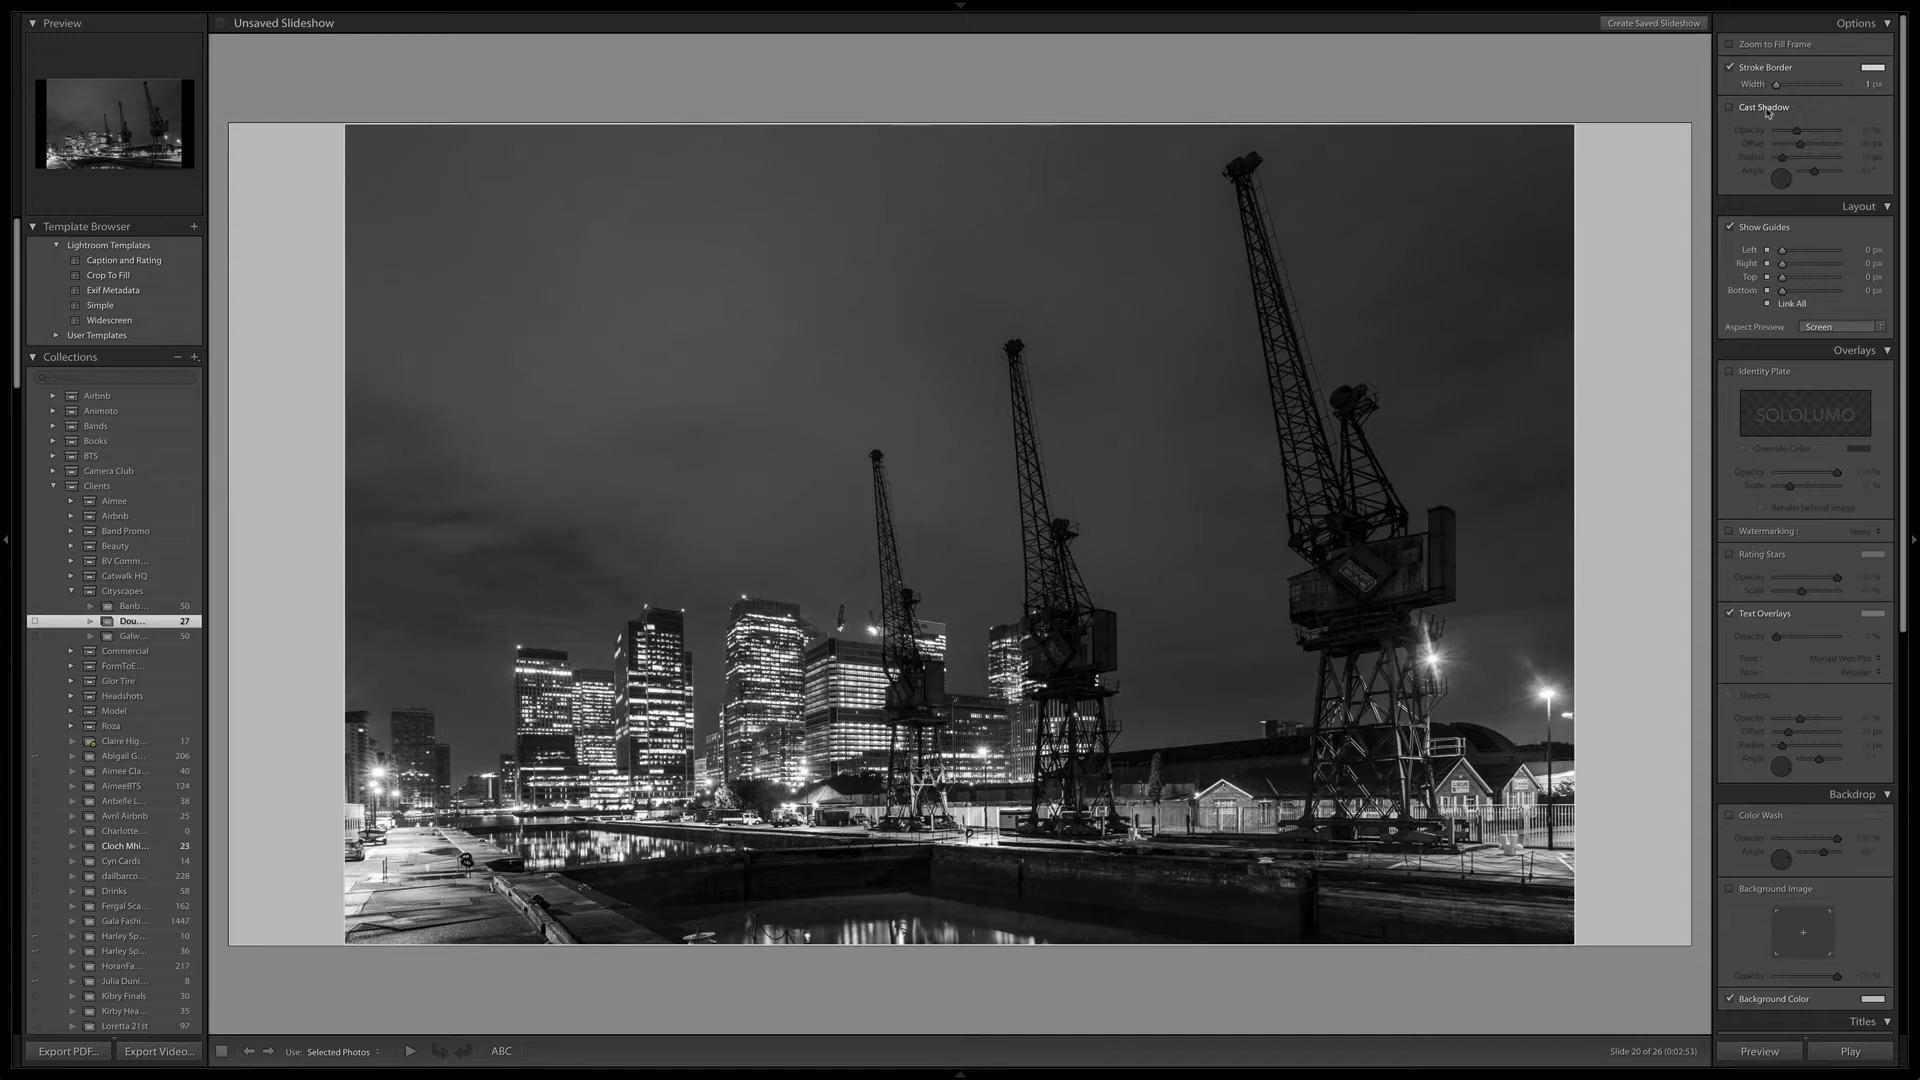 Preview
Template Browser +
Lightroom Templates
Caption and Rating
Crop To Fill
Exif Metadata
Simple
Widescreen
User Templates
Collections − +
Airbnb
Animoto
Bands
Books
BTS
Camera Club
Clients
Aimee
Airbnb
Band Promo
Beauty
BV Comm...
Catwalk HQ
Cityscapes
Banb... 50
Dou... 27
Galw... 50
Commercial
FormToE...
Glor Tire
Headshots
Model
Roza
Claire Hig... 17
Abigail G... 206
Aimee Cla... 40
AimeeBTS 124
Anbelle L... 38
Avril Airbnb 25
Charlotte... 0
Cloch Mhi... 23
Cyn Cards 14
dailbarco... 228
Drinks 58
Fergal Sca... 162
Gala Fashi... 1447
Harley Sp... 10
Harley Sp... 36
HoranFa... 217
Julia Duni... 8
Kibry Finals 30
Kirby Hea... 35
Loretta 21st 97
Export PDF... Export Video...
Unsaved Slideshow Create Saved Slideshow
Use: Selected Photos ABC Slide 20 of 26 (0:02:53)
Options
Zoom to Fill Frame
Stroke Border
Width 1 px
Cast Shadow
Opacity %
Offset px
Radius px
Angle
Layout
Show Guides
Left 0 px
Right 0 px
Top 0 px
Bottom 0 px
Link All
Aspect Preview Screen
Overlays
Identity Plate
SOLOLUMO
Override Color
Opacity 100 %
Scale %
Render behind image
Watermarking : None
Rating Stars
Opacity 100 %
Scale %
Text Overlays
Opacity 0 %
Font : Myriad Web Pro
Face : Regular
Shadow
Opacity %
Offset px
Radius px
Angle
Backdrop
Color Wash
Opacity 100 %
Angle
Background Image
Opacity 100 %
Background Color
Titles
Preview Play